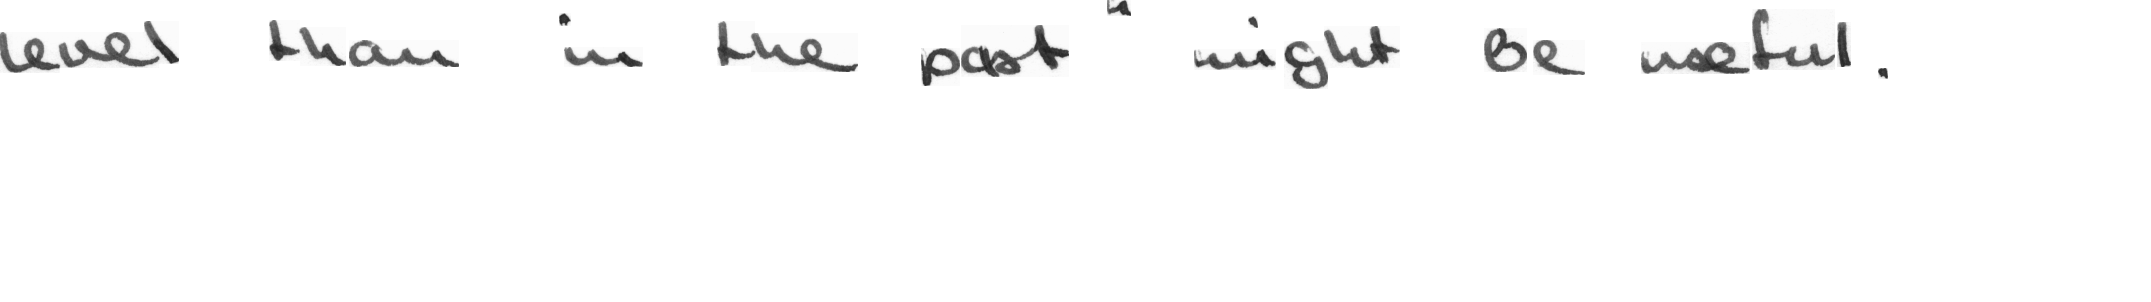 level than in the past" might be useful.